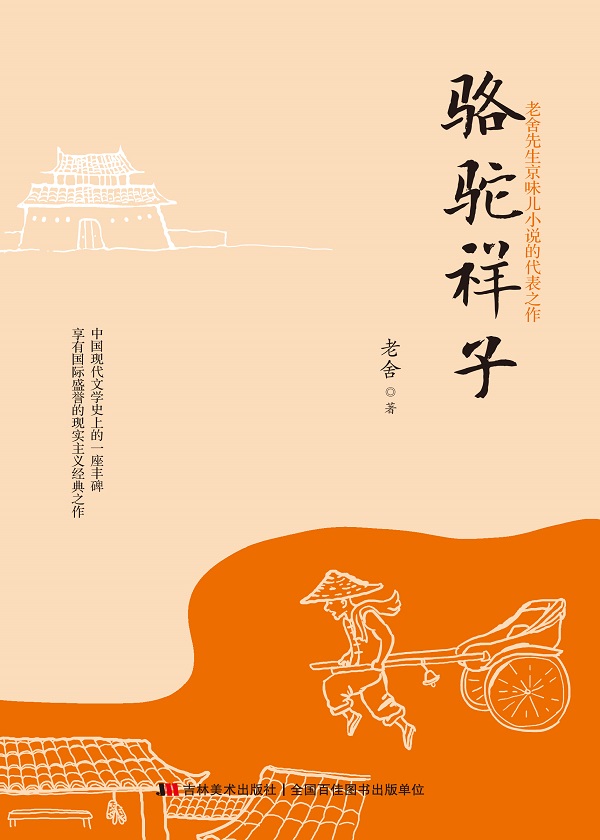 老舍先生京味儿小说的代表之作
骆驼祥子
老舍
◎
著
中国现代文学史上的一座丰碑
享有国际盛誉的现实主义经典之作
吉林美术出版社 | 全国百佳图书出版单位